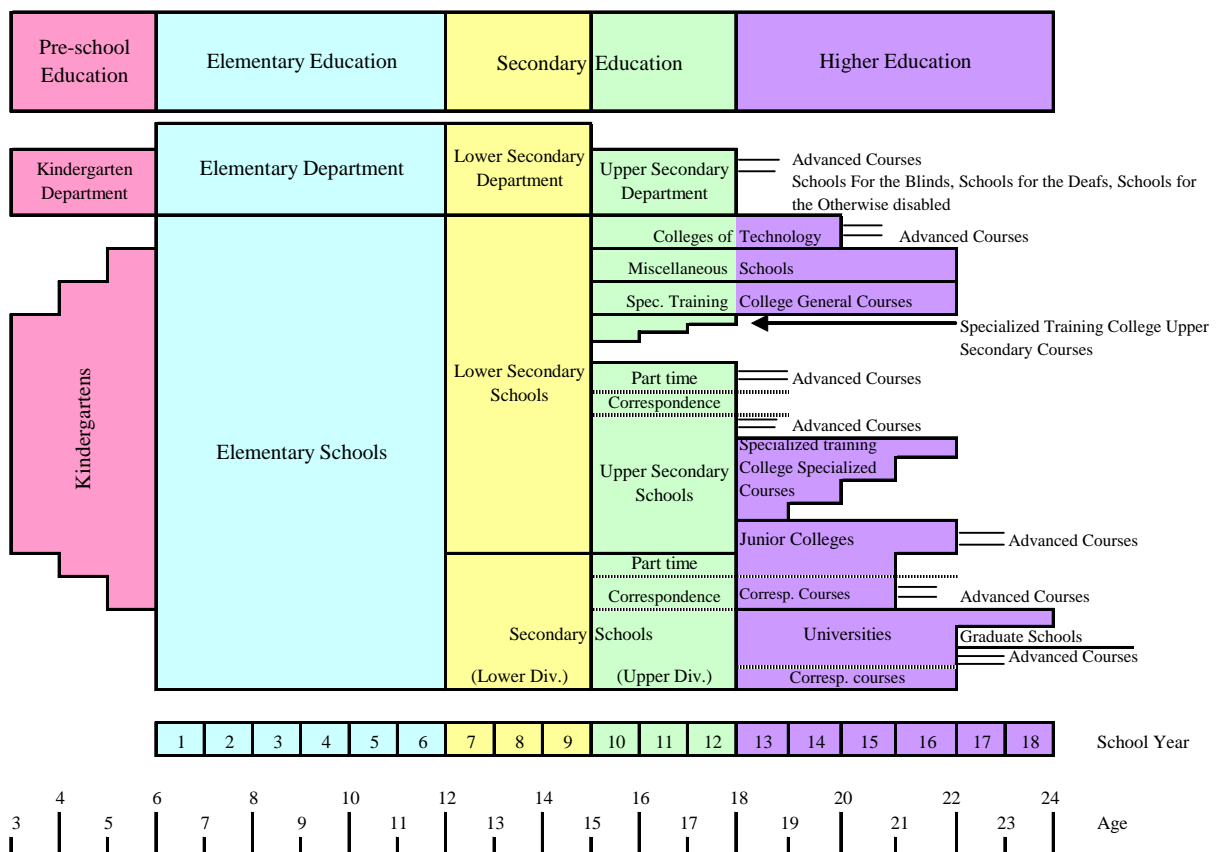 Pre-school
Education
Elementary Education
Secondary Education
Higher Education
Kindergarten
Department
Elementary Department
Lower Secondary
Department
Upper Secondary
Department
Advanced Courses
Schools For the Blinds, Schools for the Deafs, Schools for
the Otherwise disabled
Colleges of Technology
Advanced Courses
Miscellaneous Schools
Spec. Training College General Courses
Specialized Training College Upper
Secondary Courses
Kindergartens
Elementary Schools
Lower Secondary
Schools
Part time
Advanced Courses
Correspondence
Advanced Courses
Upper Secondary
Schools
Specialized training
College Specialized
Courses
Junior Colleges
Advanced Courses
Part time
Correspondence
Corresp. Courses
Advanced Courses
Secondary Schools
(Lower Div.)
(Upper Div.)
Universities
Graduate Schools
Advanced Courses
Corresp. courses
1 2 3 4 5 6 7 8 9 10 11 12 13 14 15 16 17 18 School Year
4 6 8 10 12 14 16 18 20 22 24
3 5 7 9 11 13 15 17 19 21 23 Age